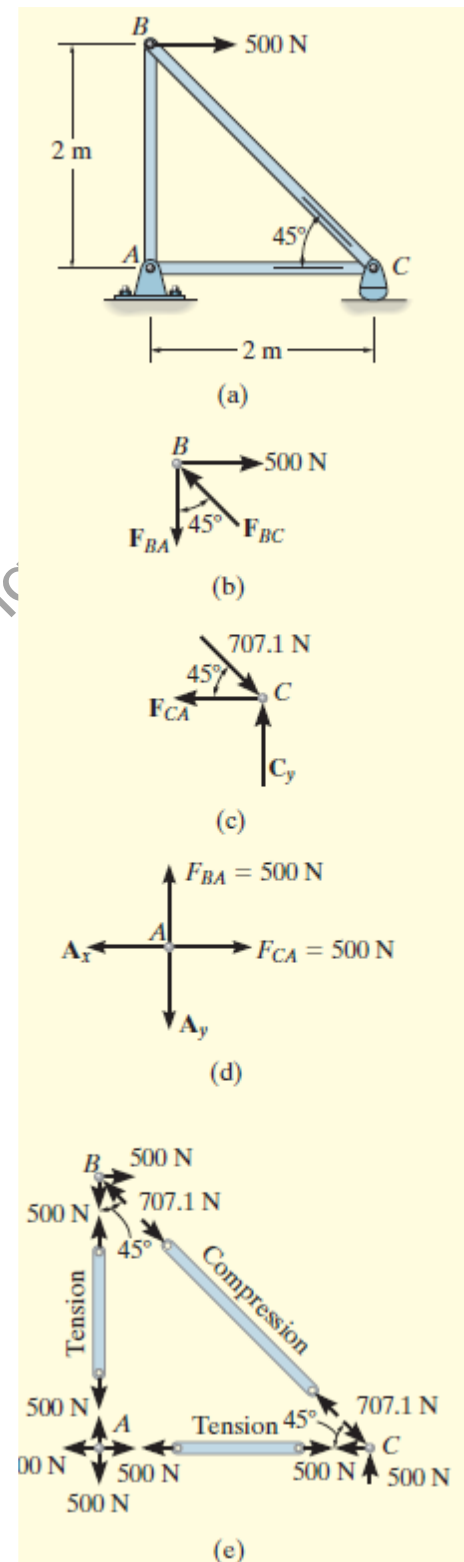 B
500 N
2 m
45°
A
C
2 m
(a)
B
500 N
45°
F_BA
F_BC
(b)
707.1 N
45°
F_CA
C
C_y
(c)
F_BA = 500 N
A
A_x
F_CA = 500 N
A_y
(d)
B
500 N
707.1 N
500 N
45°
Tension
Compression
500 N
A
Tension
45°
707.1 N
C
00 N
500 N
500 N
500 N
500 N
(e)